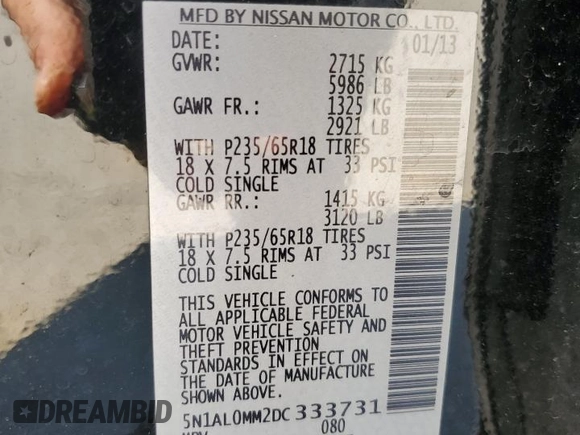 MFD BY NISSAN MOTOR CO., LTD.
DATE: 01/13
GVWR: 2715 KG
5986 LB
GAWR FR.: 1325 KG
2921 LB
WITH P235/65R18 TIRES
18 X 7.5 RIMS AT 33 PSI
COLD SINGLE
GAWR RR.: 1415 KG
3120 LB
WITH P235/65R18 TIRES
18 X 7.5 RIMS AT 33 PSI
COLD SINGLE
THIS VEHICLE CONFORMS TO
ALL APPLICABLE FEDERAL
MOTOR VEHICLE SAFETY AND
THEFT PREVENTION
STANDARDS IN EFFECT ON
THE DATE OF MANUFACTURE
SHOWN ABOVE.
5N1AL0MM2DC333731
080
DREAMBID